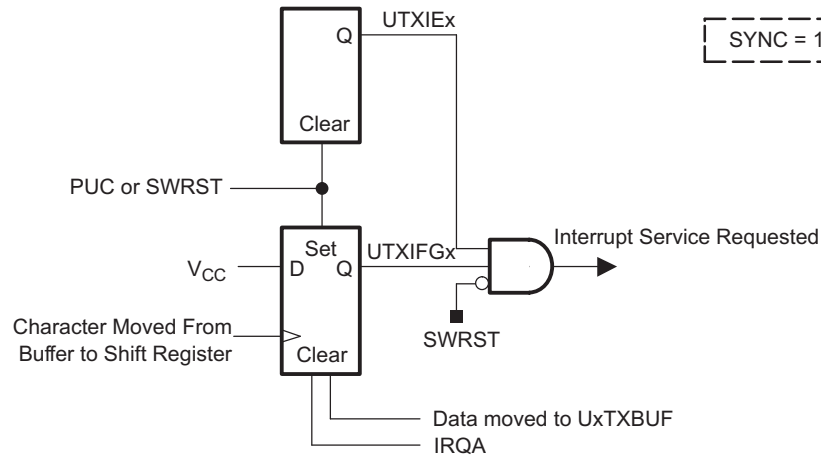 Q
UTXIEx
SYNC = 1
Clear
PUC or SWRST
Set
UTXIFGx
Interrupt Service Requested
VCC
D
Q
Character Moved From
Buffer to Shift Register
SWRST
Clear
Data moved to UxTXBUF
IRQA